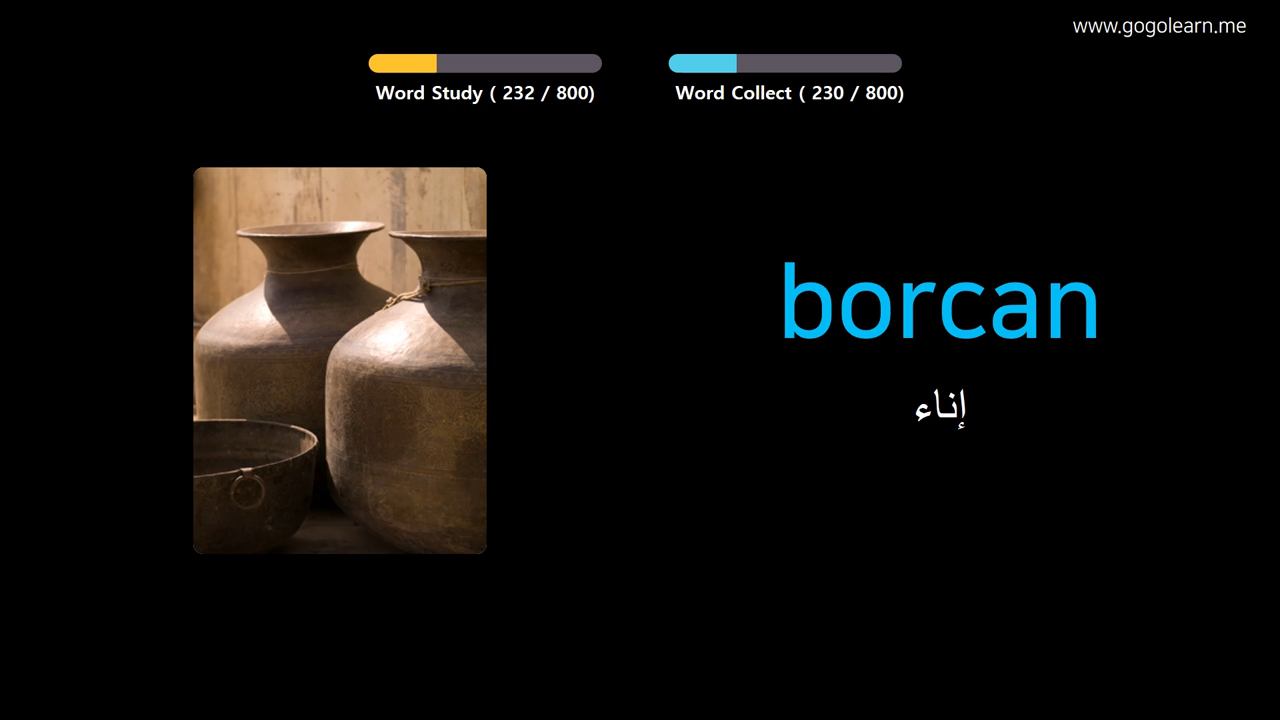 www.gogolearn.me
Word Study ( 232 / 800)
Word Collect ( 230 / 800)
borcan
إناء